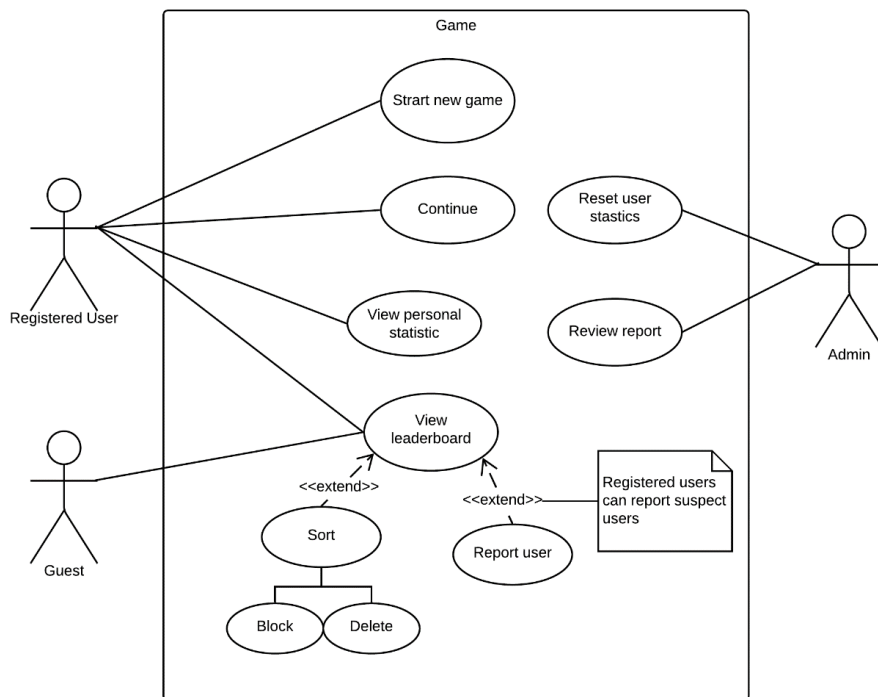 Game
Strart new game
Continue
Reset user
stastics
Registered User
View personal
statistic
Review report
Admin
View
leaderboard
<<extend>>
<<extend>>
Registered users
can report suspect
users
Sort
Report user
Guest
Block
Delete